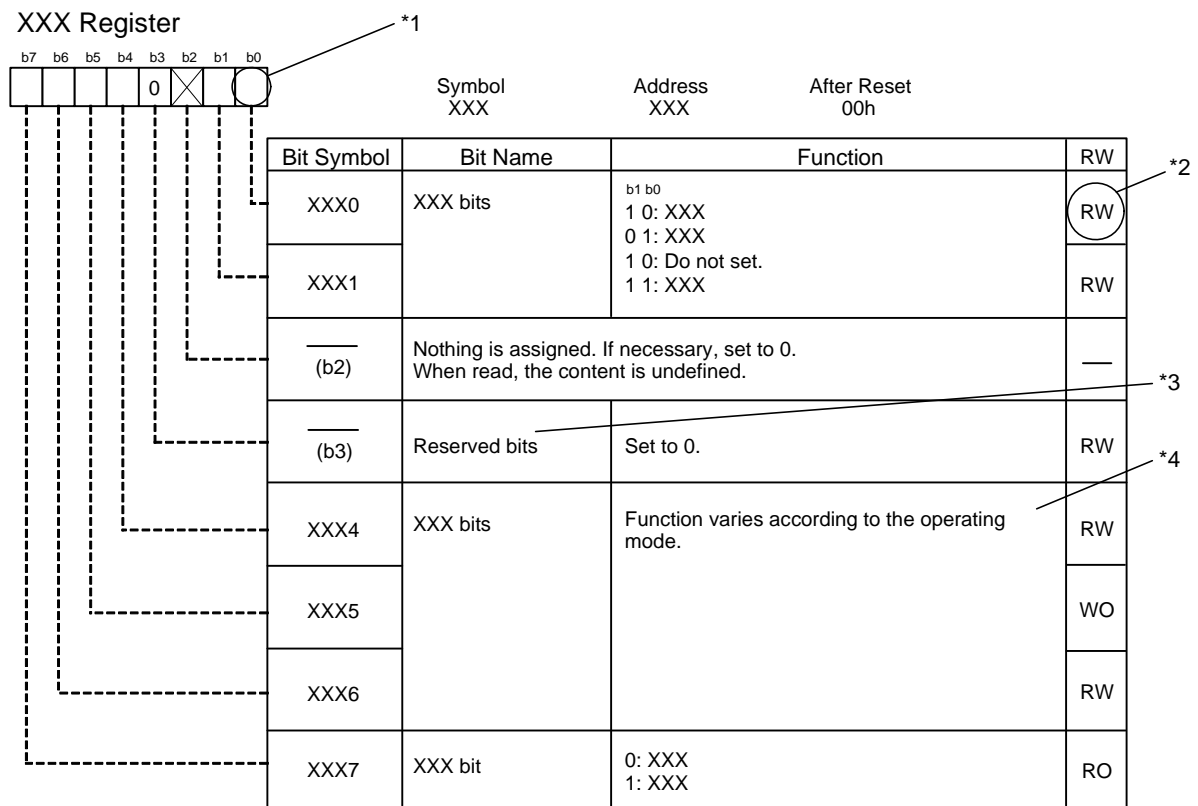 XXX Register
*1
b7 b6 b5 b4 b3 b2 b1 b0
0
Symbol Address After Reset
XXX XXX 00h
Bit Symbol Bit Name Function RW
*2
XXX0 XXX bits RW
b1 b0
1 0: XXX
0 1: XXX
1 0: Do not set.
1 1: XXX
XXX1 RW
(b2)
Nothing is assigned. If necessary, set to 0.
When read, the content is undefined.
—
*3
(b3) Reserved bits Set to 0. RW
*4
XXX4 XXX bits Function varies according to the operating
mode.
RW
XXX5 WO
XXX6 RW
XXX7 XXX bit 0: XXX
1: XXX
RO